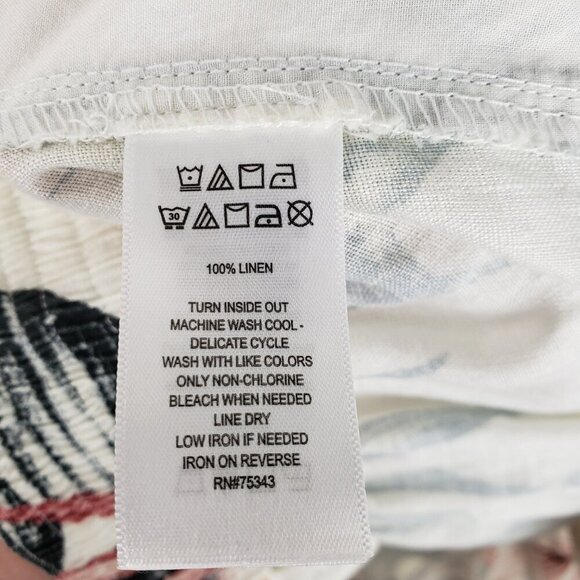 30
100% LINEN
TURN INSIDE OUT
MACHINE WASH COOL -
DELICATE CYCLE
WASH WITH LIKE COLORS
ONLY NON-CHLORINE
BLEACH WHEN NEEDED
LINE DRY
LOW IRON IF NEEDED
IRON ON REVERSE
RN#75343